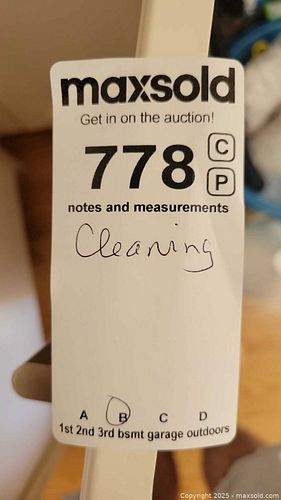 maxsold
Get in on the auction!
778 C
P
notes and measurements
Cleaning
A B C D
1st 2nd 3rd bsmt garage outdoors
Copyright 2025 - maxsold.com